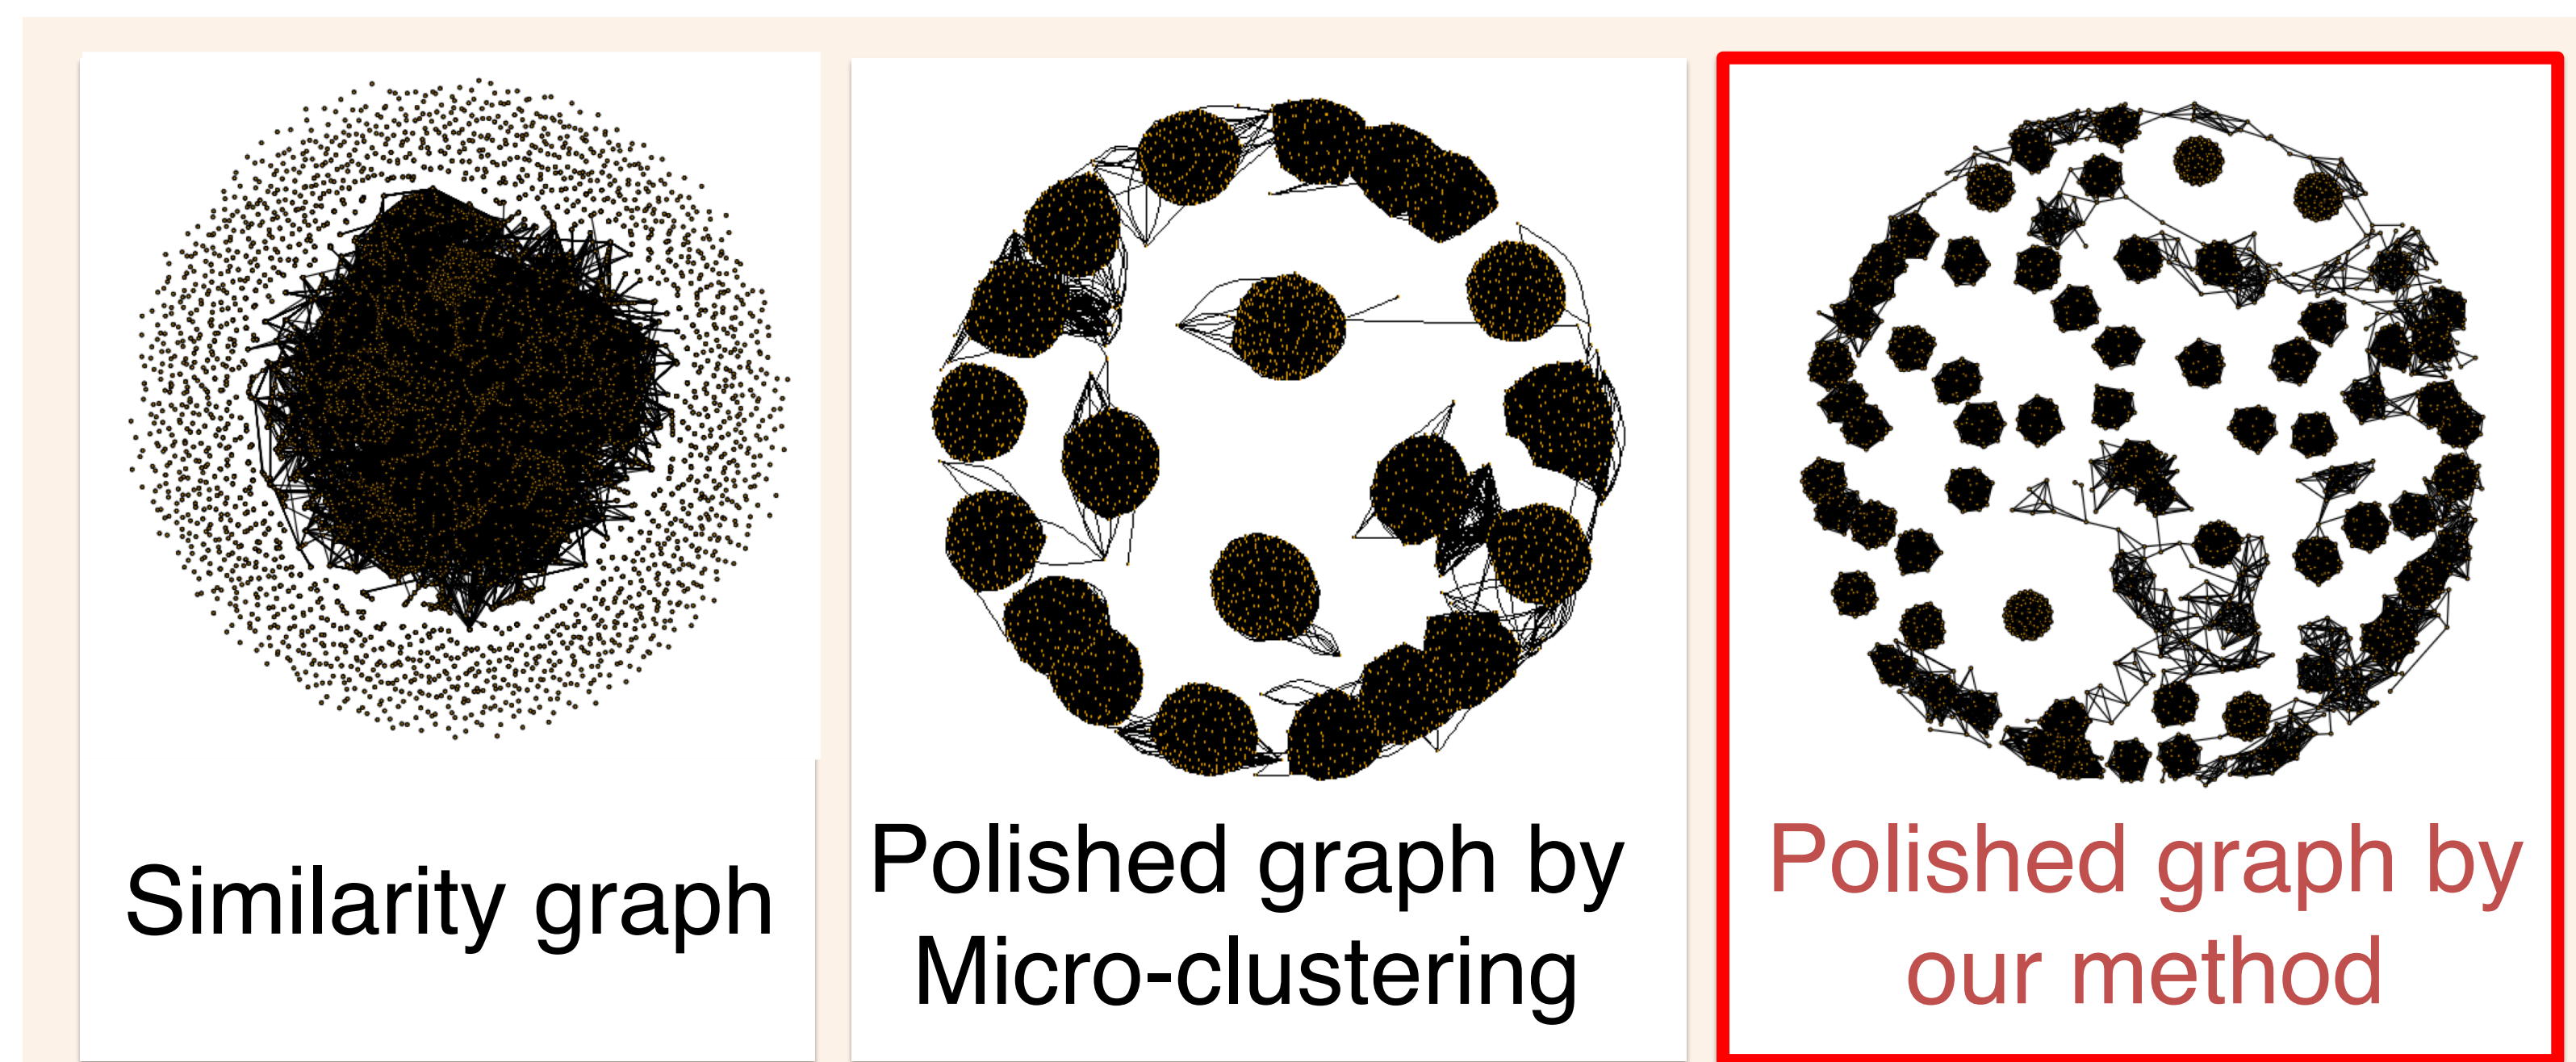 Similarity graph
Polished graph by
Micro-clustering
Polished graph by
our method